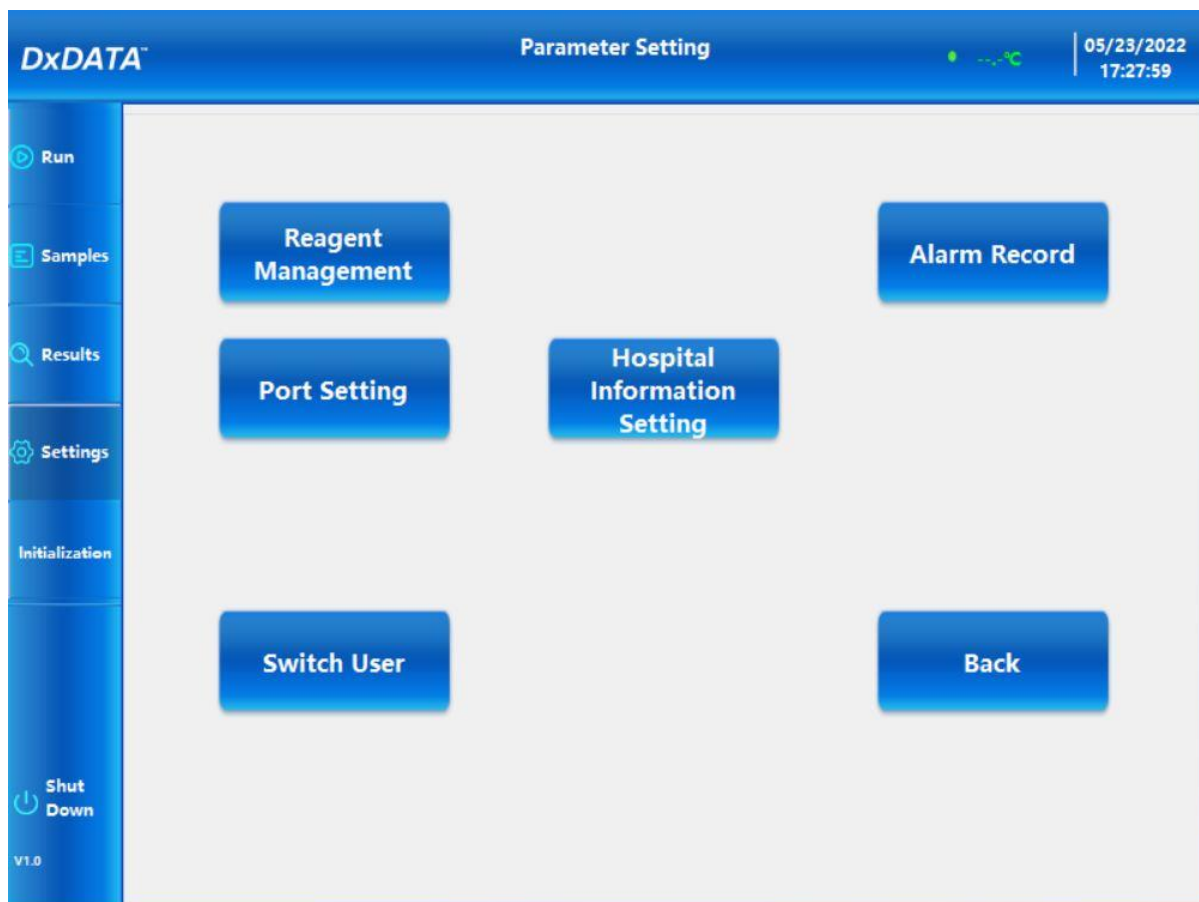 DxDATA™
Parameter Setting
--.-℃
05/23/2022
17:27:59
Run
Samples
Results
Settings
Initialization
Shut
Down
V1.0
Reagent
Management
Alarm Record
Port Setting
Hospital
Information
Setting
Switch User
Back